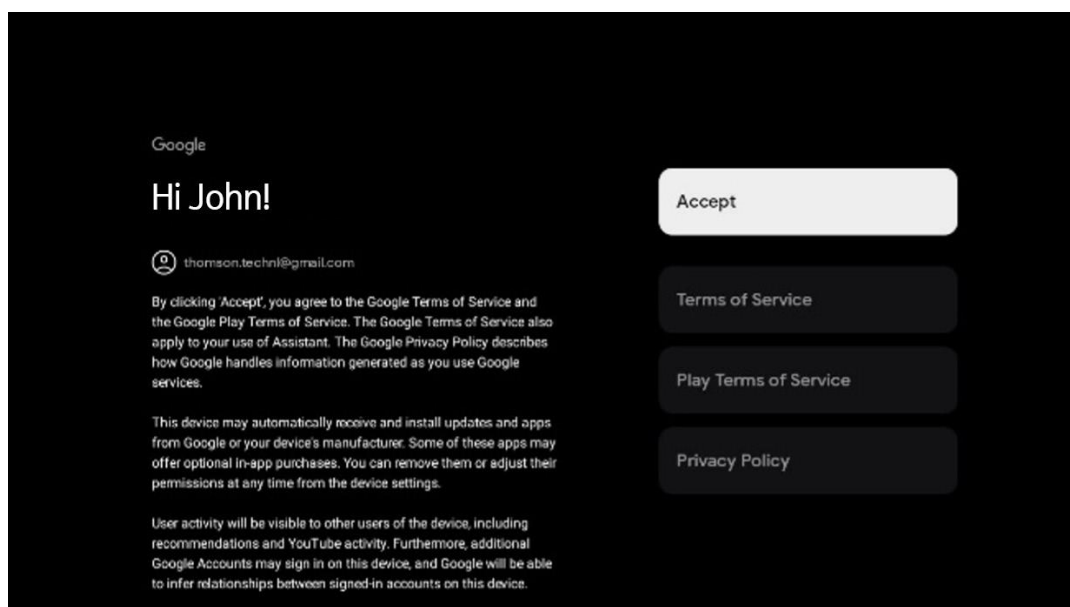 Google
Hi John!
thomson.technl@gmail.com
By clicking 'Accept', you agree to the Google Terms of Service and
the Google Play Terms of Service. The Google Terms of Service also
apply to your use of Assistant. The Google Privacy Policy describes
how Google handles information generated as you use Google
services.
This device may automatically receive and install updates and apps
from Google or your device's manufacturer. Some of these apps may
offer optional in-app purchases. You can remove them or adjust their
permissions at any time from the device settings.
User activity will be visible to other users of the device, including
recommendations and YouTube activity. Furthermore, additional
Google Accounts may sign in on this device, and Google will be able
to infer relationships between signed-in accounts on this device.
Accept
Terms of Service
Play Terms of Service
Privacy Policy